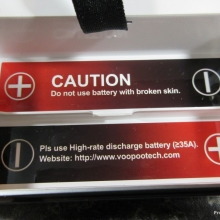 CAUTION
Do not use battery with broken skin.
Pls use High-rate discharge battery (≥35A).
Website: http://www.voopootech.com